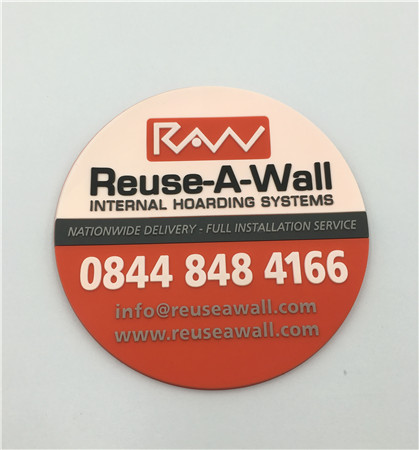 RAW
Reuse-A-Wall
INTERNAL HOARDING SYSTEMS
NATIONWIDE DELIVERY - FULL INSTALLATION SERVICE
0844 848 4166
info@reuseawall.com
www.reuseawall.com